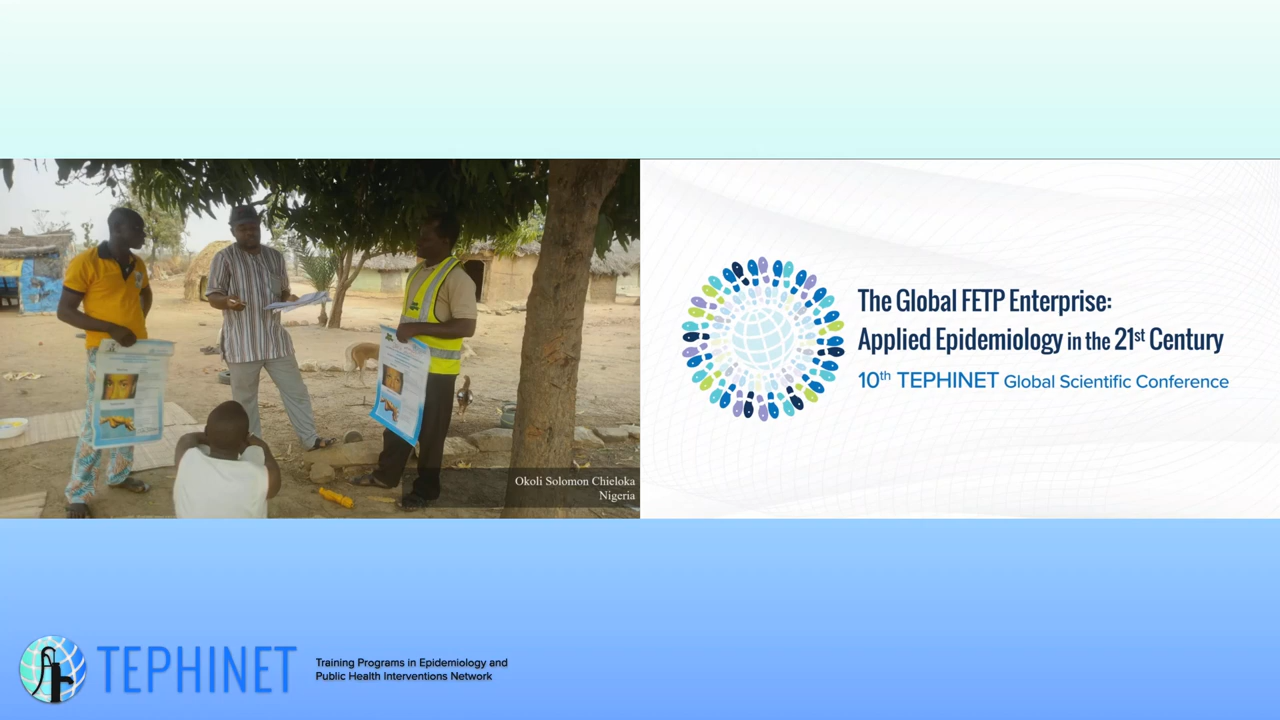 Okoli Solomon Chieloka
Nigeria
The Global FETP Enterprise:
Applied Epidemiology in the 21st Century
10th TEPHINET Global Scientific Conference
TEPHINET
Training Programs in Epidemiology and
Public Health Interventions Network